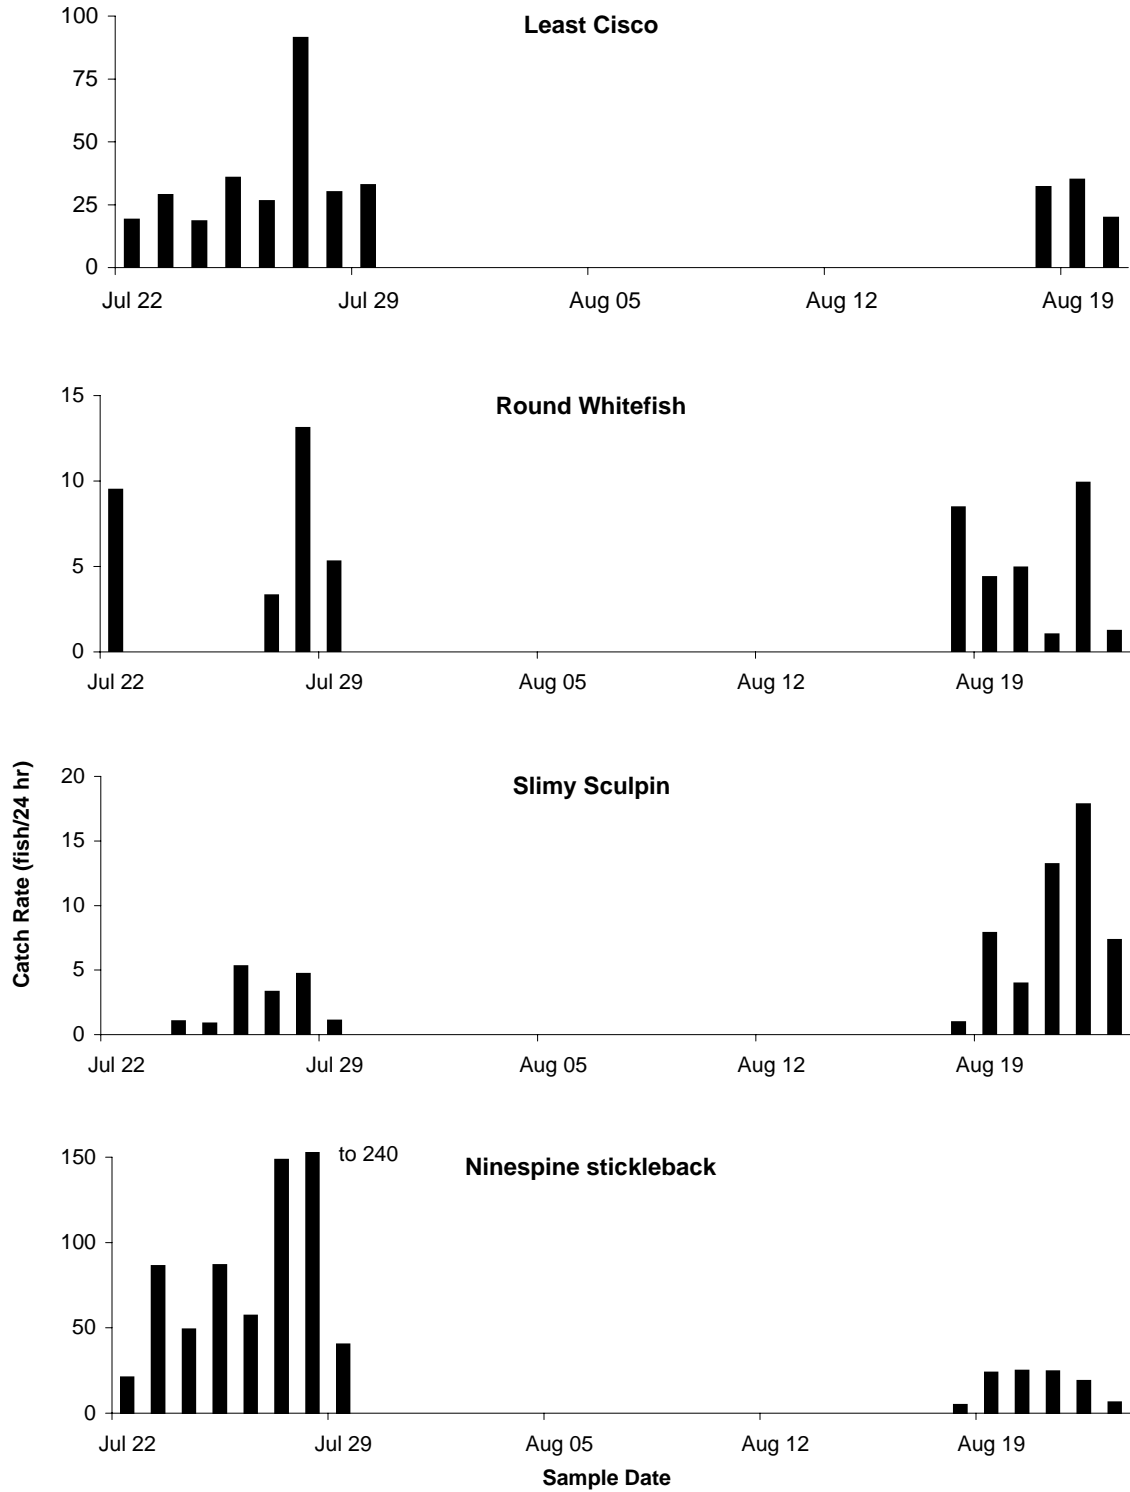 Least Cisco
100
75
50
25
0
Jul 22 Jul 29 Aug 05 Aug 12 Aug 19
Round Whitefish
15
10
5
0
Jul 22 Jul 29 Aug 05 Aug 12 Aug 19
Catch Rate (fish/24 hr)
Slimy Sculpin
20
15
10
5
0
Jul 22 Jul 29 Aug 05 Aug 12 Aug 19
to 240
Ninespine stickleback
150
100
50
0
Jul 22 Jul 29 Aug 05 Aug 12 Aug 19
Sample Date